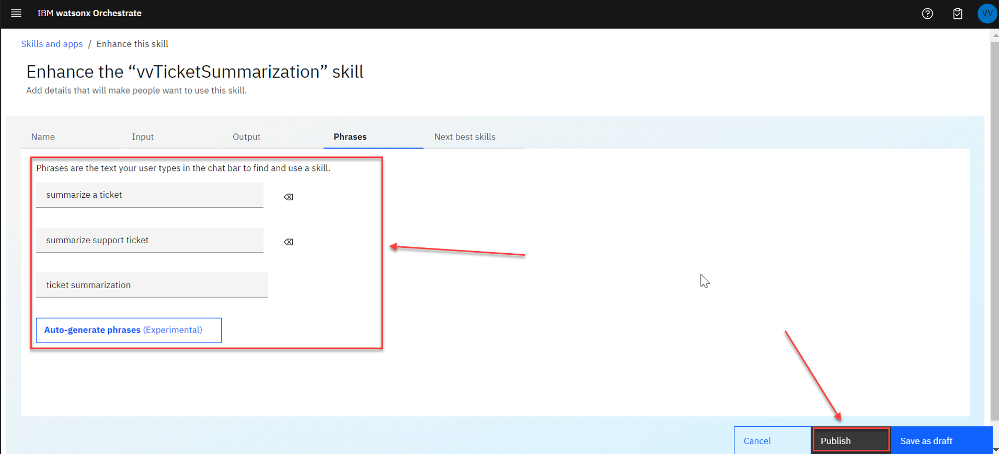 IBM watsonx Orchestrate
VV
Skills and apps / Enhance this skill
Enhance the “vvTicketSummarization” skill
Add details that will make people want to use this skill.
Name Input Output Phrases Next best skills
Phrases are the text your user types in the chat bar to find and use a skill.
summarize a ticket
summarize support ticket
ticket summarization
Auto-generate phrases (Experimental)
Cancel Publish Save as draft